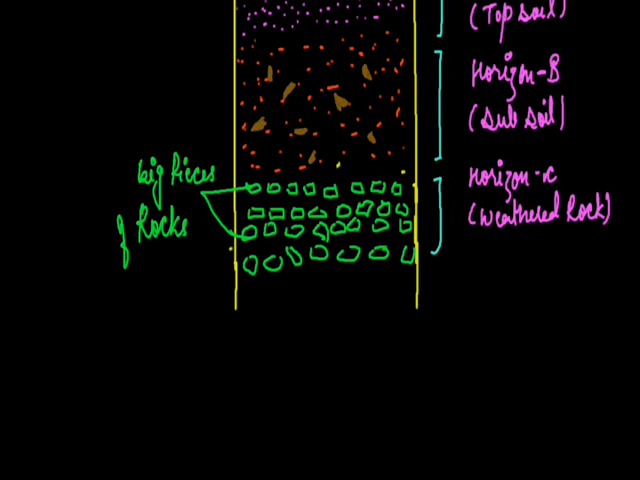 (Top soil)
Horizon-B
(Sub soil)
big Pieces
of Rocks
Horizon-c
(Weathered Rock)